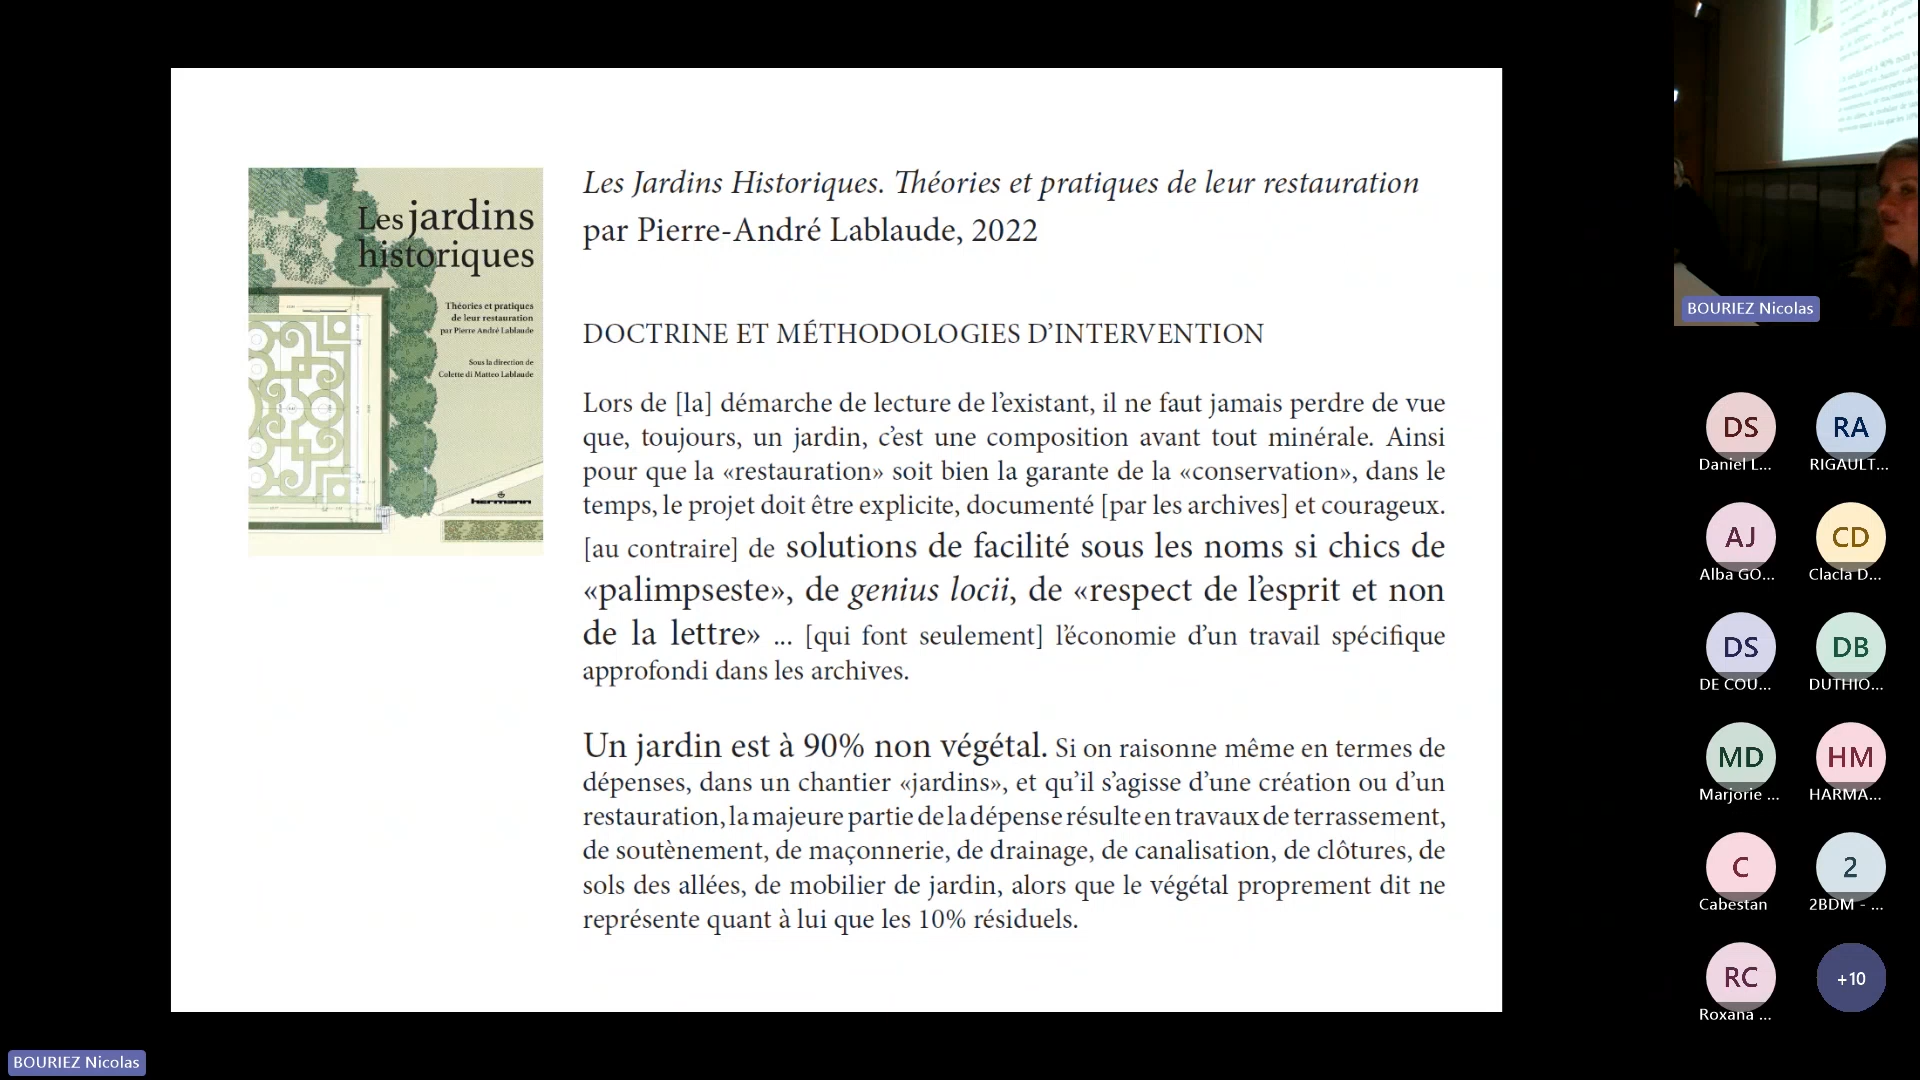 Les jardins
historiques
Théories et pratiques
de leur restauration
par Pierre André Lablaude
Sous la direction de
Colette di Matteo Lablaude
hermann
Les Jardins Historiques. Théories et pratiques de leur restauration
par Pierre-André Lablaude, 2022
DOCTRINE ET MÉTHODOLOGIES D’INTERVENTION
Lors de [la] démarche de lecture de l’existant, il ne faut jamais perdre de vue
que, toujours, un jardin, c’est une composition avant tout minérale. Ainsi
pour que la «restauration» soit bien la garante de la «conservation», dans le
temps, le projet doit être explicite, documenté [par les archives] et courageux.
[au contraire] de solutions de facilité sous les noms si chics de
«palimpseste», de genius locii, de «respect de l’esprit et non
de la lettre» ... [qui font seulement] l’économie d’un travail spécifique
approfondi dans les archives.
Un jardin est à 90% non végétal. Si on raisonne même en termes de
dépenses, dans un chantier «jardins», et qu’il s’agisse d’une création ou d’un
restauration, la majeure partie de la dépense résulte en travaux de terrassement,
de soutènement, de maçonnerie, de drainage, de canalisation, de clôtures, de
sols des allées, de mobilier de jardin, alors que le végétal proprement dit ne
représente quant à lui que les 10% résiduels.
BOURIEZ Nicolas
DS
Daniel L...
RA
RIGAULT...
AJ
Alba GO...
CD
Clacla D...
DS
DE COU...
DB
DUTHIO...
MD
Marjorie ...
HM
HARMA...
C
Cabestan
2
2BDM - ...
RC
Roxana ...
+10
BOURIEZ Nicolas